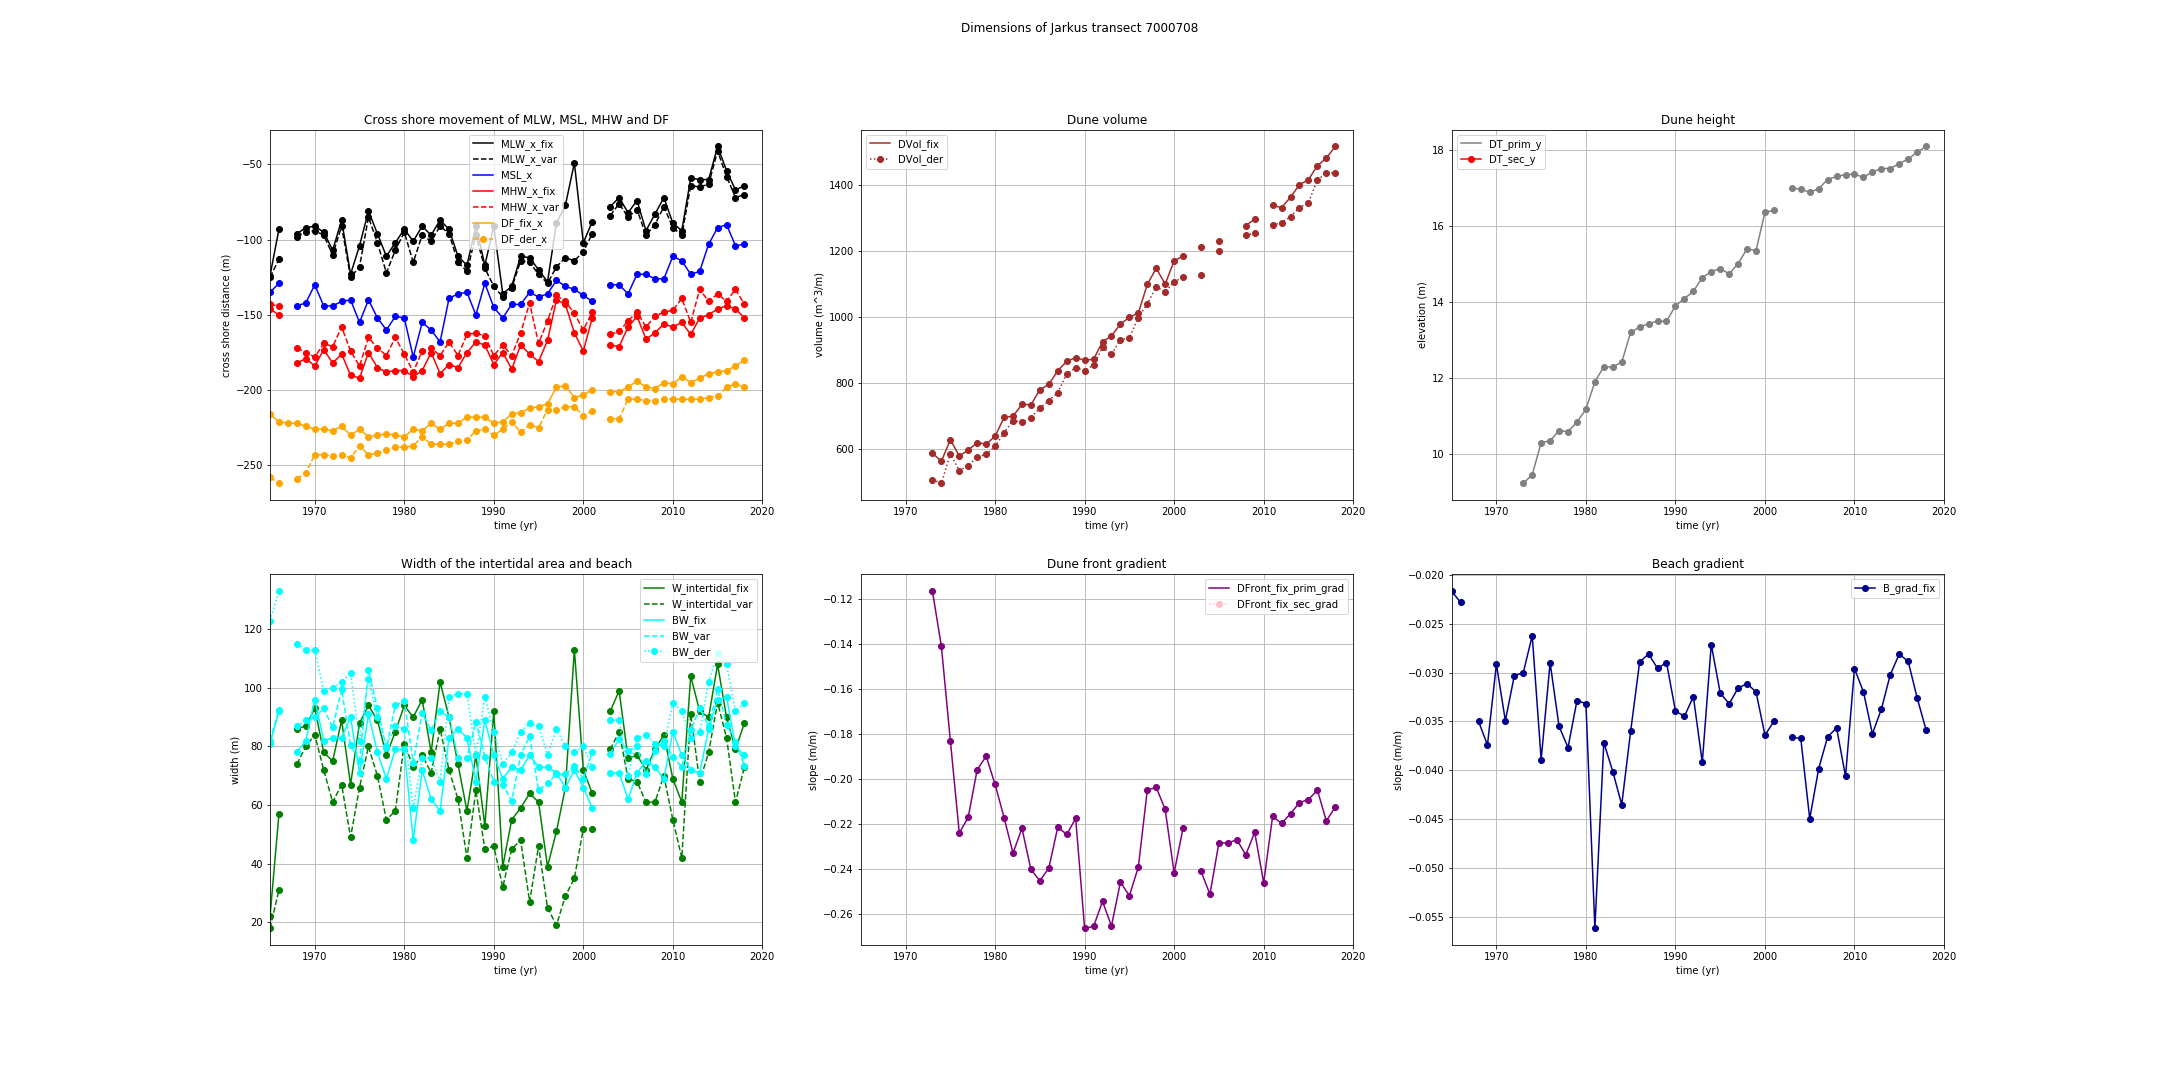 Dimensions of Jarkus transect 7000708
Cross shore movement of MLW, MSL, MHW and DF
MLW_x_fix
MLW_x_var
MSL_x
MHW_x_fix
MHW_x_var
DF_fix_x
DF_der_x
cross shore distance (m)
−50
−100
−150
−200
−250
1970
1980
1990
2000
2010
2020
time (yr)
Dune volume
DVol_fix
DVol_der
volume (m^3/m)
1400
1200
1000
800
600
1970
1980
1990
2000
2010
2020
time (yr)
Dune height
DT_prim_y
DT_sec_y
elevation (m)
18
16
14
12
10
1970
1980
1990
2000
2010
2020
time (yr)
Width of the intertidal area and beach
W_intertidal_fix
W_intertidal_var
BW_fix
BW_var
BW_der
width (m)
120
100
80
60
40
20
1970
1980
1990
2000
2010
2020
time (yr)
Dune front gradient
DFront_fix_prim_grad
DFront_fix_sec_grad
slope (m/m)
−0.12
−0.14
−0.16
−0.18
−0.20
−0.22
−0.24
−0.26
1970
1980
1990
2000
2010
2020
time (yr)
Beach gradient
B_grad_fix
slope (m/m)
−0.020
−0.025
−0.030
−0.035
−0.040
−0.045
−0.050
−0.055
1970
1980
1990
2000
2010
2020
time (yr)